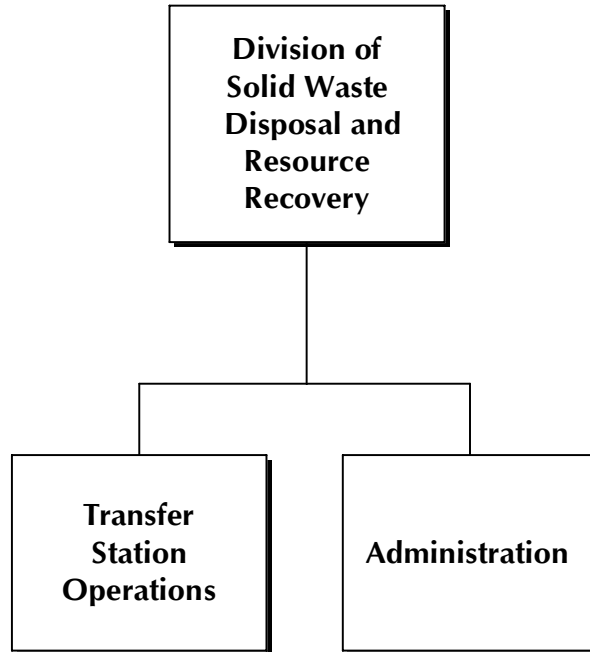 Division of
Solid Waste
Disposal and
Resource
Recovery
Transfer
Station
Operations
Administration